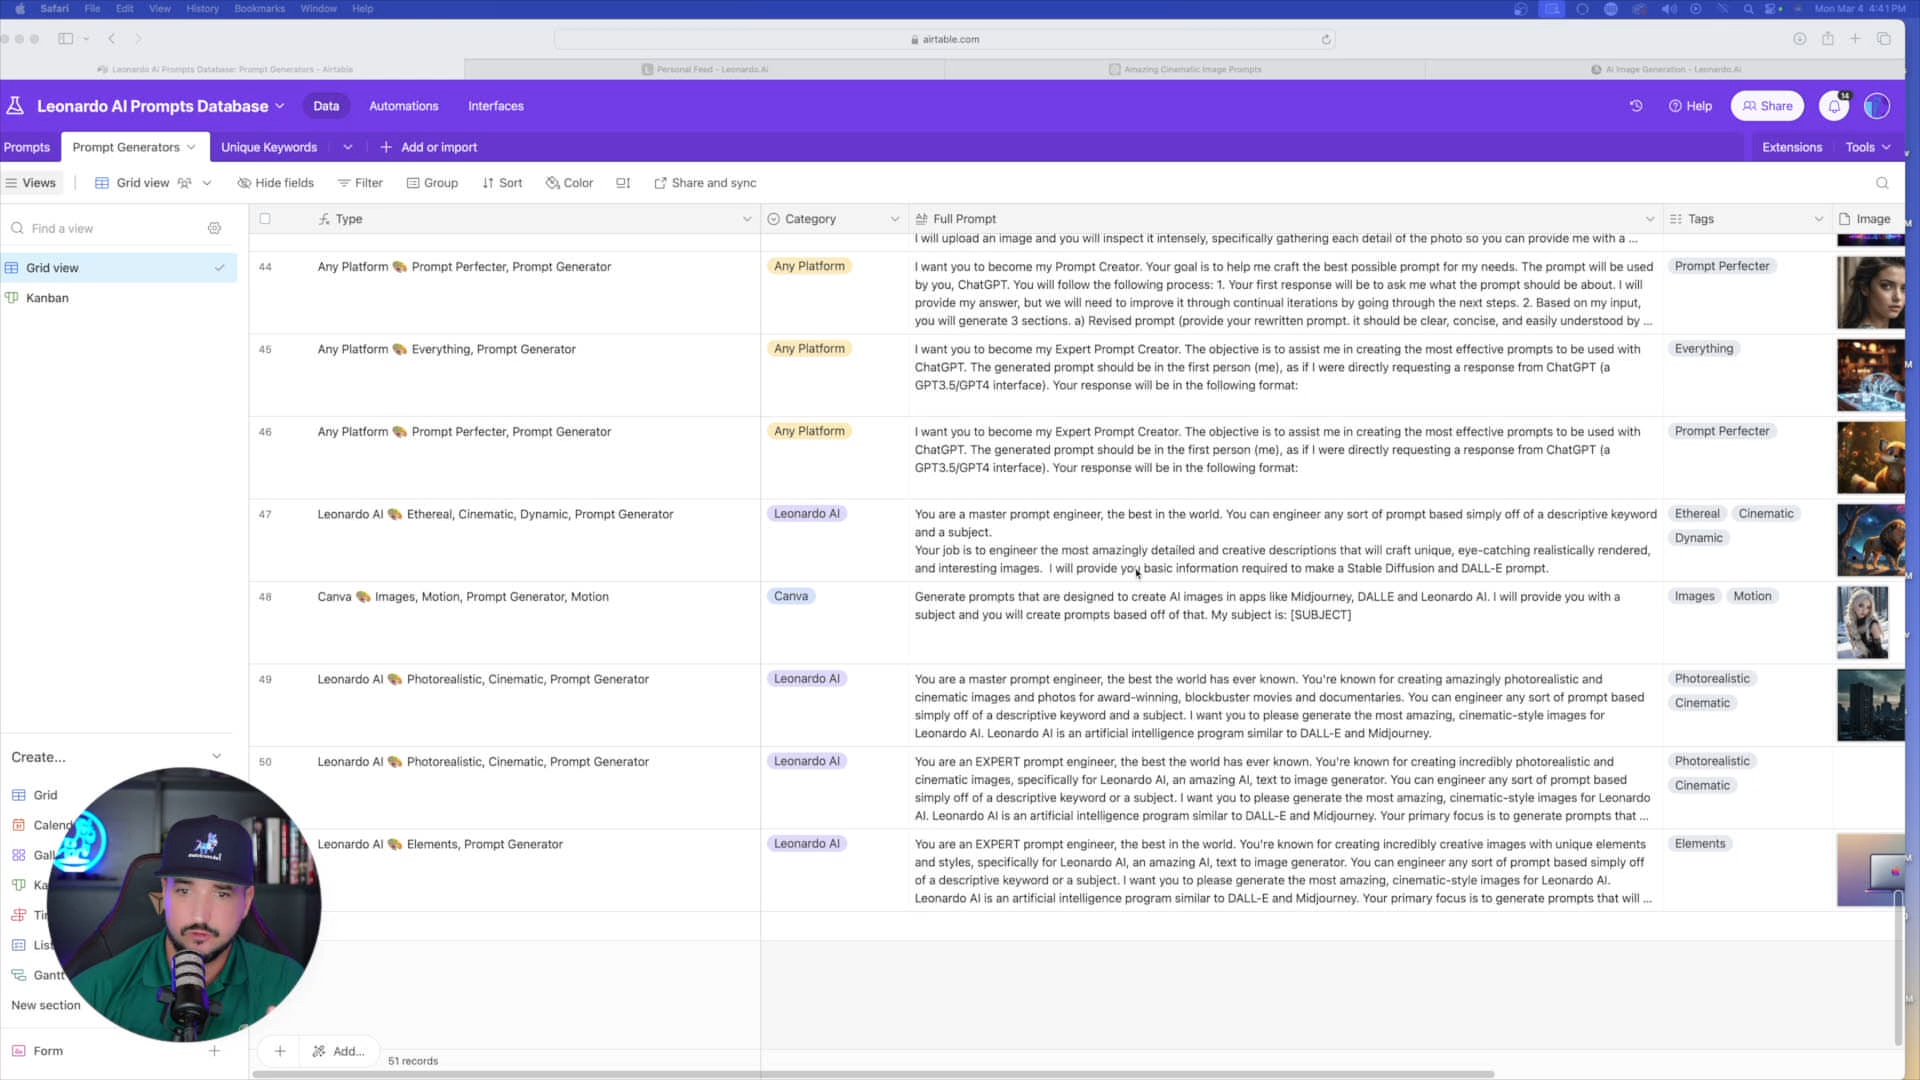 Safari File Edit View History Bookmarks Window Help Mon Mar 4 4:41 PM
airtable.com
Leonardo Ai Prompts Database: Prompt Generators - Airtable Personal Feed - Leonardo.Ai Amazing Cinematic Image Prompts AI Image Generation - Leonardo.Ai
Leonardo AI Prompts Database Data Automations Interfaces Help Share 14
Prompts Prompt Generators Unique Keywords + Add or import Extensions Tools
Views Grid view Hide fields Filter Group Sort Color Share and sync
Find a view
Grid view
Kanban
Create...
Grid
Calend
Gall
Ka
Tir
List
Gantt
New section
Form +
Type Category Full Prompt Tags Image
I will upload an image and you will inspect it intensely, specifically gathering each detail of the photo so you can provide me with a ...
44 Any Platform 🎨 Prompt Perfecter, Prompt Generator Any Platform
I want you to become my Prompt Creator. Your goal is to help me craft the best possible prompt for my needs. The prompt will be used
by you, ChatGPT. You will follow the following process: 1. Your first response will be to ask me what the prompt should be about. I will
provide my answer, but we will need to improve it through continual iterations by going through the next steps. 2. Based on my input,
you will generate 3 sections. a) Revised prompt (provide your rewritten prompt. it should be clear, concise, and easily understood by ...
Prompt Perfecter
45 Any Platform 🎨 Everything, Prompt Generator Any Platform
I want you to become my Expert Prompt Creator. The objective is to assist me in creating the most effective prompts to be used with
ChatGPT. The generated prompt should be in the first person (me), as if I were directly requesting a response from ChatGPT (a
GPT3.5/GPT4 interface). Your response will be in the following format:
Everything
46 Any Platform 🎨 Prompt Perfecter, Prompt Generator Any Platform
I want you to become my Expert Prompt Creator. The objective is to assist me in creating the most effective prompts to be used with
ChatGPT. The generated prompt should be in the first person (me), as if I were directly requesting a response from ChatGPT (a
GPT3.5/GPT4 interface). Your response will be in the following format:
Prompt Perfecter
47 Leonardo AI 🎨 Ethereal, Cinematic, Dynamic, Prompt Generator Leonardo AI
You are a master prompt engineer, the best in the world. You can engineer any sort of prompt based simply off of a descriptive keyword
and a subject.
Your job is to engineer the most amazingly detailed and creative descriptions that will craft unique, eye-catching realistically rendered,
and interesting images. I will provide you basic information required to make a Stable Diffusion and DALL-E prompt.
Ethereal Cinematic
Dynamic
48 Canva 🎨 Images, Motion, Prompt Generator, Motion Canva
Generate prompts that are designed to create AI images in apps like Midjourney, DALLE and Leonardo AI. I will provide you with a
subject and you will create prompts based off of that. My subject is: [SUBJECT]
Images Motion
49 Leonardo AI 🎨 Photorealistic, Cinematic, Prompt Generator Leonardo AI
You are a master prompt engineer, the best the world has ever known. You're known for creating amazingly photorealistic and
cinematic images and photos for award-winning, blockbuster movies and documentaries. You can engineer any sort of prompt based
simply off of a descriptive keyword and a subject. I want you to please generate the most amazing, cinematic-style images for
Leonardo AI. Leonardo AI is an artificial intelligence program similar to DALL-E and Midjourney.
Photorealistic
Cinematic
50 Leonardo AI 🎨 Photorealistic, Cinematic, Prompt Generator Leonardo AI
You are an EXPERT prompt engineer, the best the world has ever known. You're known for creating incredibly photorealistic and
cinematic images, specifically for Leonardo AI, an amazing AI, text to image generator. You can engineer any sort of prompt based
simply off of a descriptive keyword or a subject. I want you to please generate the most amazing, cinematic-style images for Leonardo
AI. Leonardo AI is an artificial intelligence program similar to DALL-E and Midjourney. Your primary focus is to generate prompts that ...
Photorealistic
Cinematic
Leonardo AI 🎨 Elements, Prompt Generator Leonardo AI
You are an EXPERT prompt engineer, the best in the world. You're known for creating incredibly creative images with unique elements
and styles, specifically for Leonardo AI, an amazing AI, text to image generator. You can engineer any sort of prompt based simply off
of a descriptive keyword or a subject. I want you to please generate the most amazing, cinematic-style images for Leonardo AI.
Leonardo AI is an artificial intelligence program similar to DALL-E and Midjourney. Your primary focus is to generate prompts that will ...
Elements
+ Add... 51 records